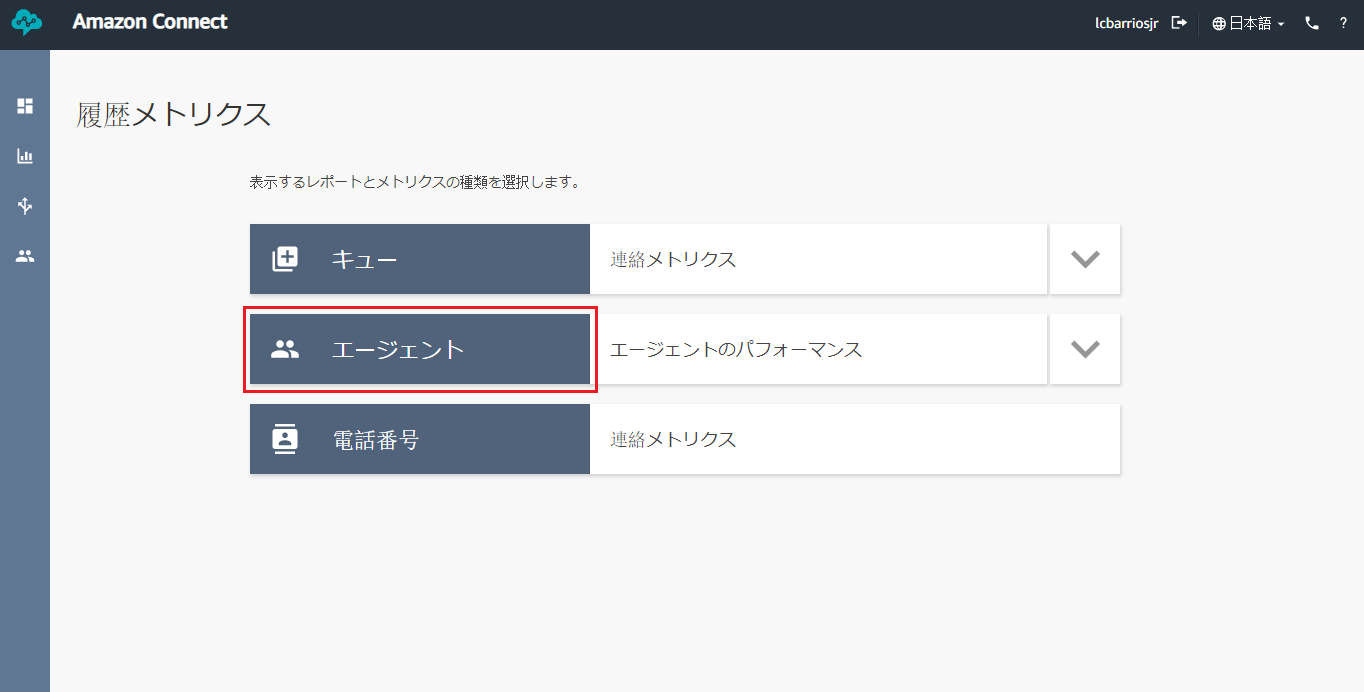 Amazon Connect
lcbarriosjr 日本語 ?
履歴メトリクス
表示するレポートとメトリクスの種類を選択します。
キュー 連絡メトリクス
エージェント エージェントのパフォーマンス
電話番号 連絡メトリクス